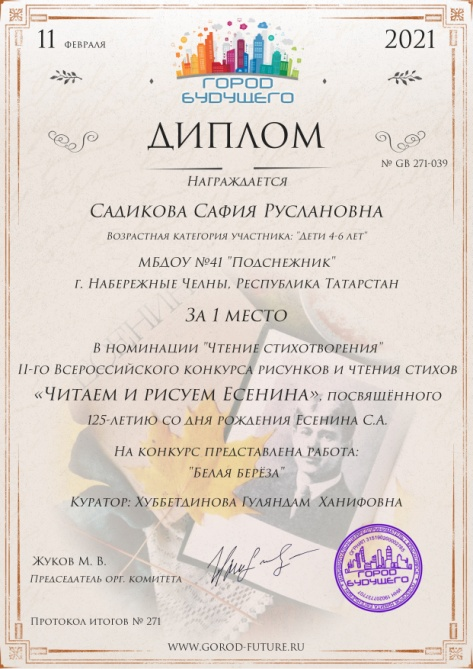 11 февраля
2021
ГОРОД
БУДУЩЕГО
ДИПЛОМ
№ GB 271-039
Награждается
Садикова Сафия Руслановна
Возрастная категория участника: "Дети 4-6 лет"
МБДОУ №41 "Подснежник"
г. Набережные Челны, Республика Татарстан
За 1 место
В номинации "Чтение стихотворения"
II-го Всероссийского конкурса рисунков и чтения стихов
«Читаем и рисуем Есенина», посвящённого
125-летию со дня рождения Есенина С.А.
На конкурс представлена работа:
"Белая берёза"
Куратор: Хуббетдинова Гуляндам Ханифовна
Жуков М. В.
Председатель орг. комитета
ГОРОД
БУДУЩЕГО
Протокол итогов № 271
www.gorod-future.ru